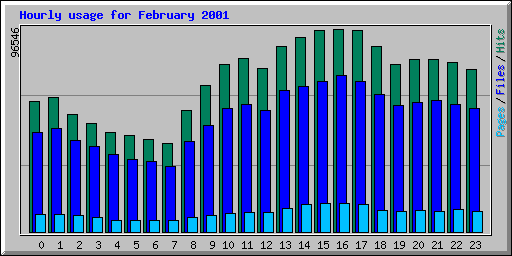 Hourly usage for February 2001
96546
Pages / Files / Hits
0 1 2 3 4 5 6 7 8 9 10 11 12 13 14 15 16 17 18 19 20 21 22 23